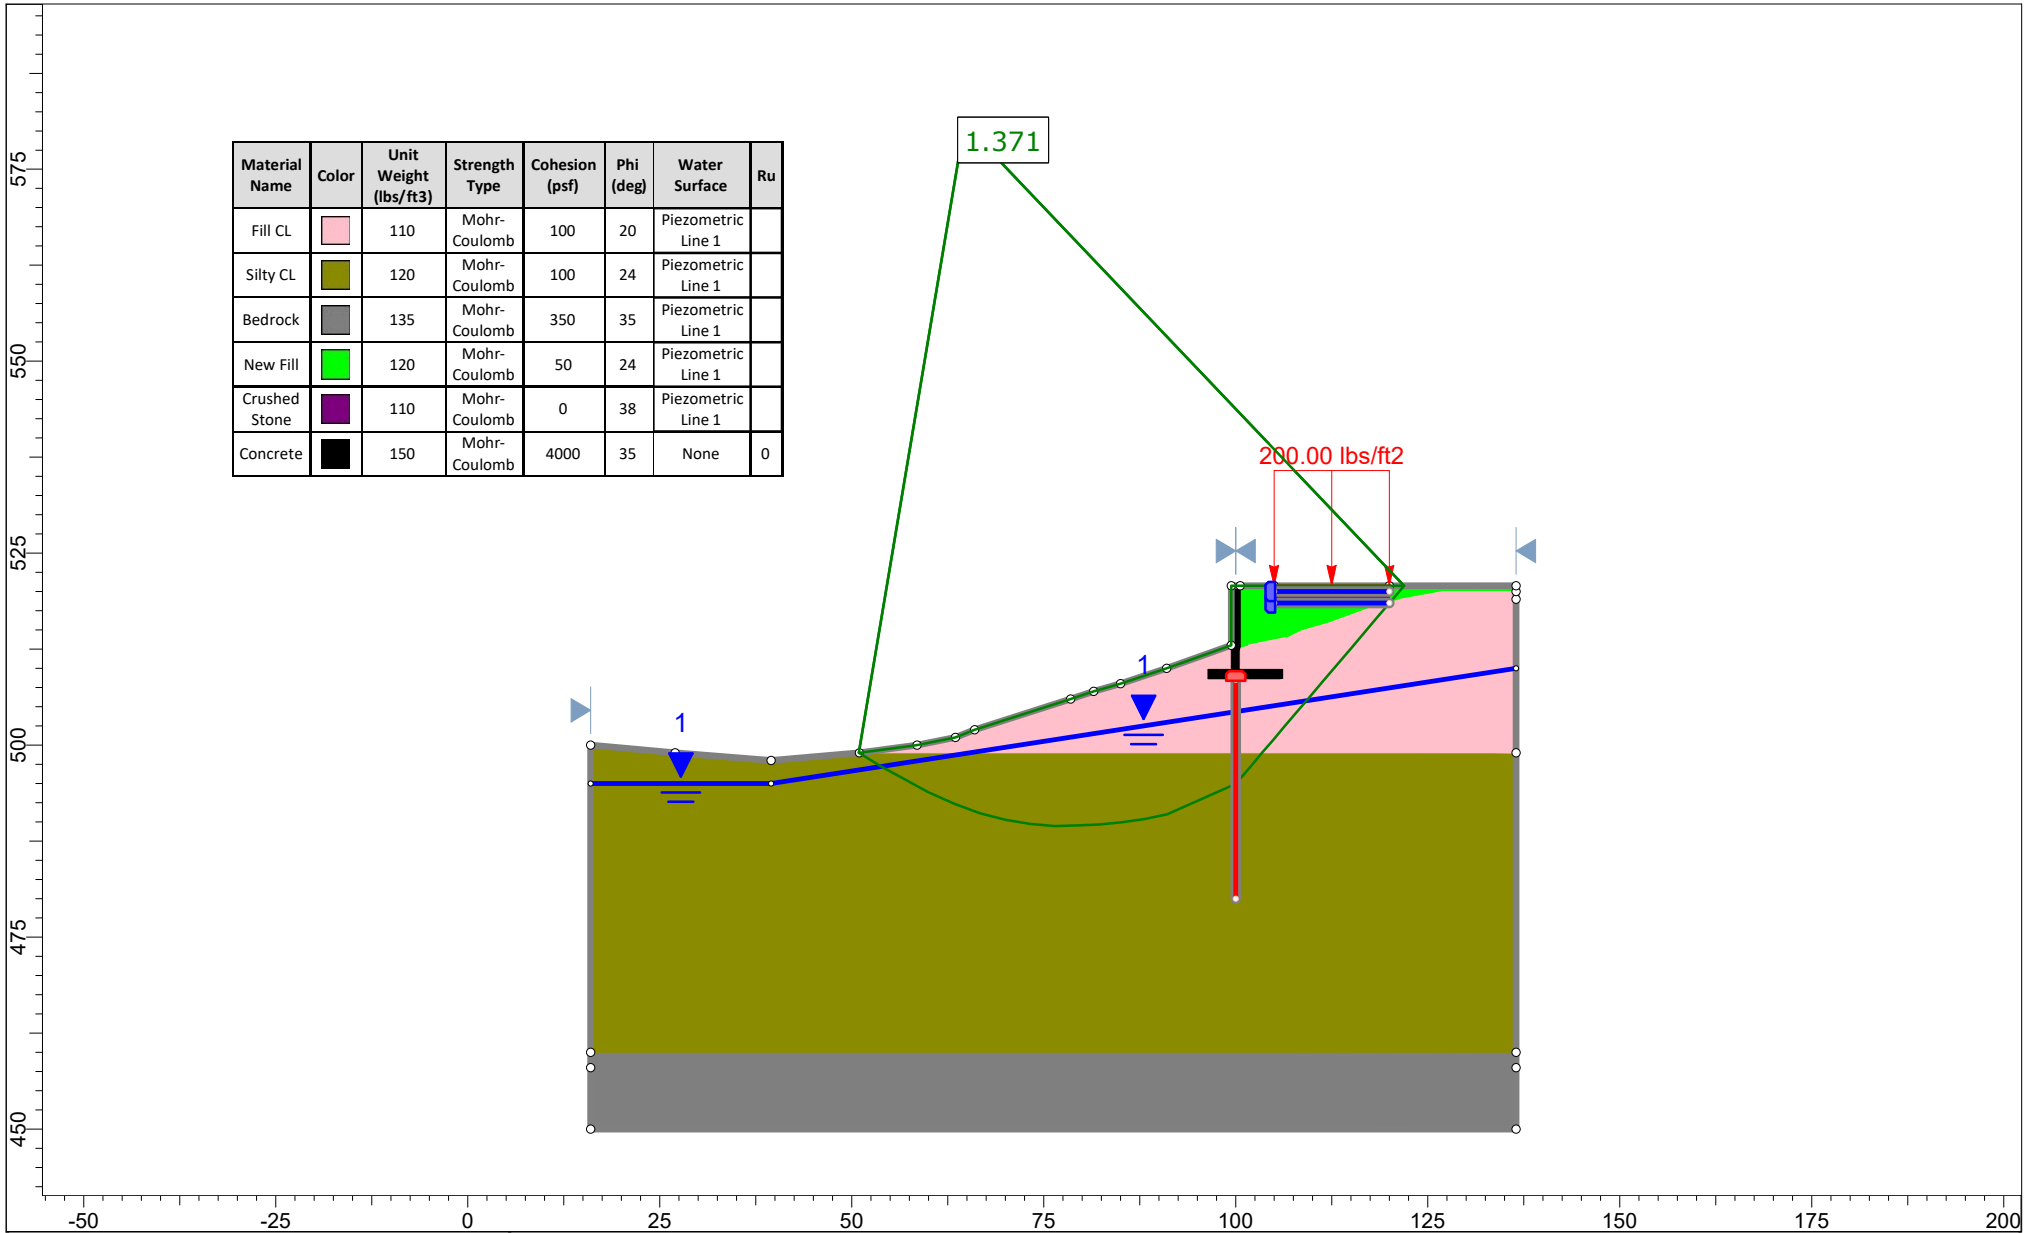 1.371
Material Name Color Unit Weight (lbs/ft3) Strength Type Cohesion (psf) Phi (deg) Water Surface Ru
Fill CL 110 Mohr-Coulomb 100 20 Piezometric Line 1
Silty CL 120 Mohr-Coulomb 100 24 Piezometric Line 1
Bedrock 135 Mohr-Coulomb 350 35 Piezometric Line 1
New Fill 120 Mohr-Coulomb 50 24 Piezometric Line 1
Crushed Stone 110 Mohr-Coulomb 0 38 Piezometric Line 1
Concrete 150 Mohr-Coulomb 4000 35 None 0
200.00 lbs/ft2
1
1
575
550
525
500
475
450
-50 -25 0 25 50 75 100 125 150 175 200